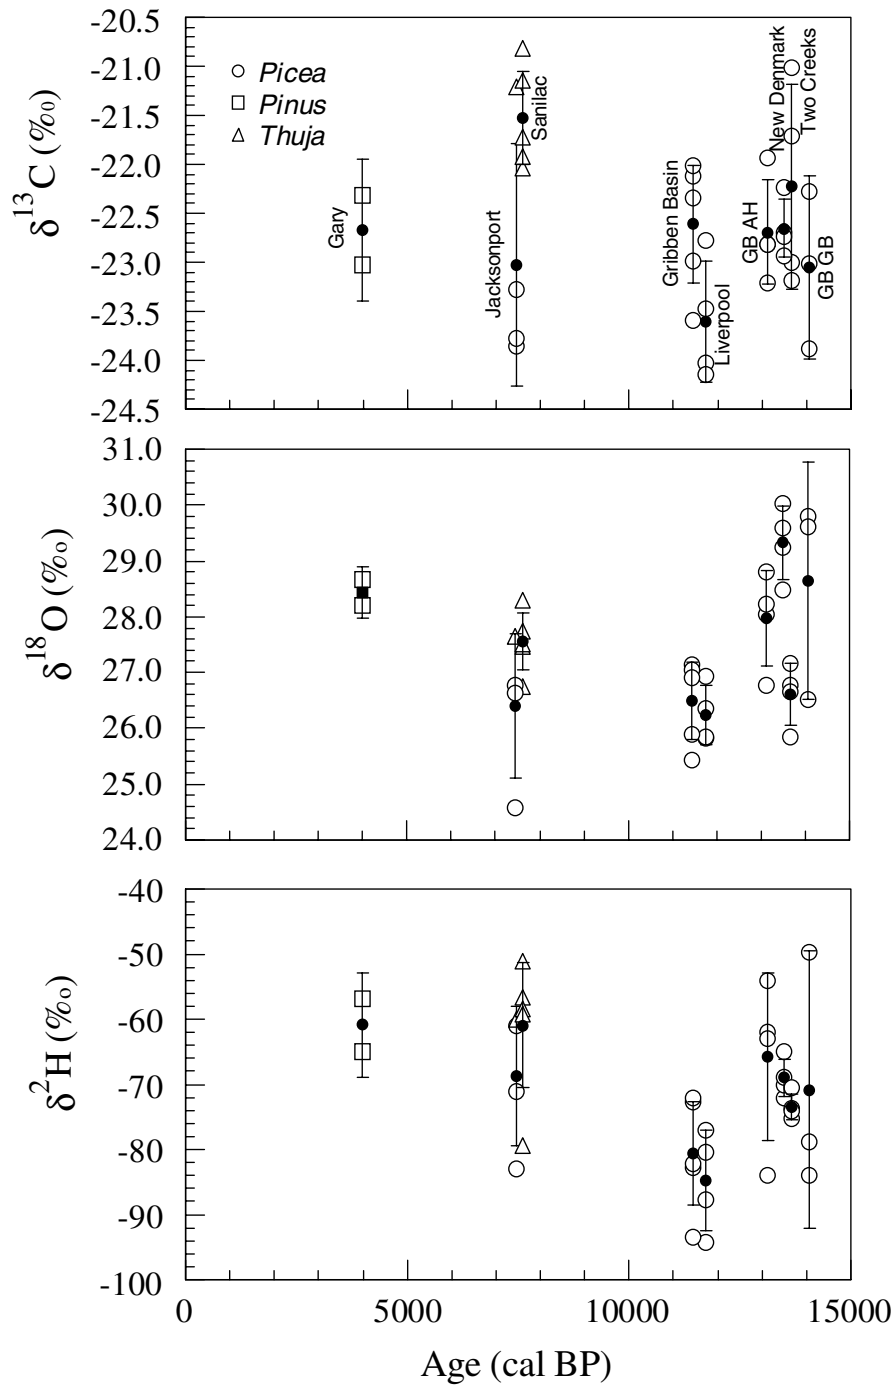 -20.5
-21.0
-21.5
-22.0
-22.5
-23.0
-23.5
-24.0
-24.5
δ13C (‰)
Picea
Pinus
Thuja
Gary
Jacksonport
Sanilac
Gribben Basin
Liverpool
GB AH
New Denmark
Two Creeks
GB GB
31.0
30.0
29.0
28.0
27.0
26.0
25.0
24.0
δ18O (‰)
-40
-50
-60
-70
-80
-90
-100
δ2H (‰)
0 5000 10000 15000
Age (cal BP)